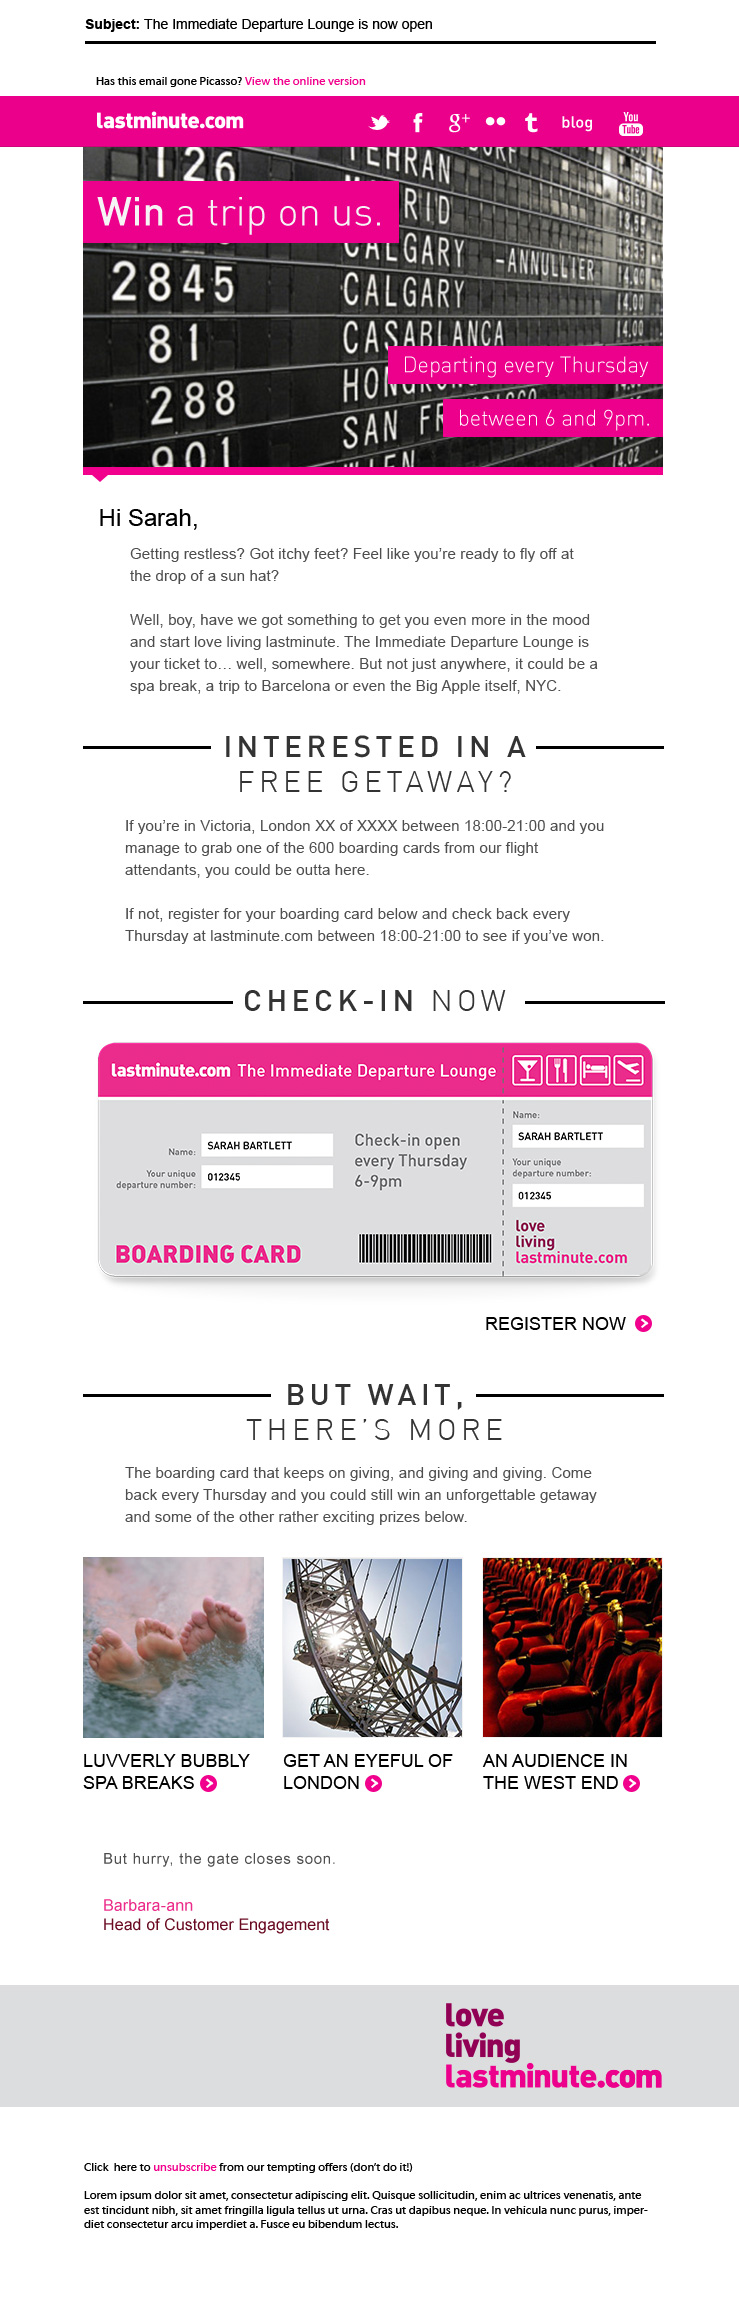 Subject: The Immediate Departure Lounge is now open
Has this email gone Picasso? View the online version
lastminute.com
f
g+
t
blog
You
Tube
126
TEHRAN
SURF
Win a trip on us.
RID
CALGARY
-ANNULLIER
2845
CALGARY
14.00
81
CASABLANCA
Departing every Thursday
288
HONGKONG
between 6 and 9pm.
SAN FR CISCO
14.02
901
Hi Sarah,
Getting restless? Got itchy feet? Feel like you’re ready to fly off at
the drop of a sun hat?
Well, boy, have we got something to get you even more in the mood
and start love living lastminute. The Immediate Departure Lounge is
your ticket to… well, somewhere. But not just anywhere, it could be a
spa break, a trip to Barcelona or even the Big Apple itself, NYC.
INTERESTED IN A
FREE GETAWAY?
If you’re in Victoria, London XX of XXXX between 18:00-21:00 and you
manage to grab one of the 600 boarding cards from our flight
attendants, you could be outta here.
If not, register for your boarding card below and check back every
Thursday at lastminute.com between 18:00-21:00 to see if you’ve won.
CHECK-IN NOW
lastminute.com The Immediate Departure Lounge
Name: SARAH BARTLETT
Your unique
departure number: 012345
Check-in open
every Thursday
6-9pm
BOARDING CARD
Name:
SARAH BARTLETT
Your unique
departure number:
012345
love
living
lastminute.com
REGISTER NOW
BUT WAIT,
THERE’S MORE
The boarding card that keeps on giving, and giving and giving. Come
back every Thursday and you could still win an unforgettable getaway
and some of the other rather exciting prizes below.
LUVVERLY BUBBLY
SPA BREAKS
GET AN EYEFUL OF
LONDON
AN AUDIENCE IN
THE WEST END
But hurry, the gate closes soon.
Barbara-ann
Head of Customer Engagement
love
living
lastminute.com
Click  here to unsubscribe from our tempting offers (don’t do it!)
Lorem ipsum dolor sit amet, consectetur adipiscing elit. Quisque sollicitudin, enim ac ultrices venenatis, ante
est tincidunt nibh, sit amet fringilla ligula tellus ut urna. Cras ut dapibus neque. In vehicula nunc purus, imper-
diet consectetur arcu imperdiet a. Fusce eu bibendum lectus.